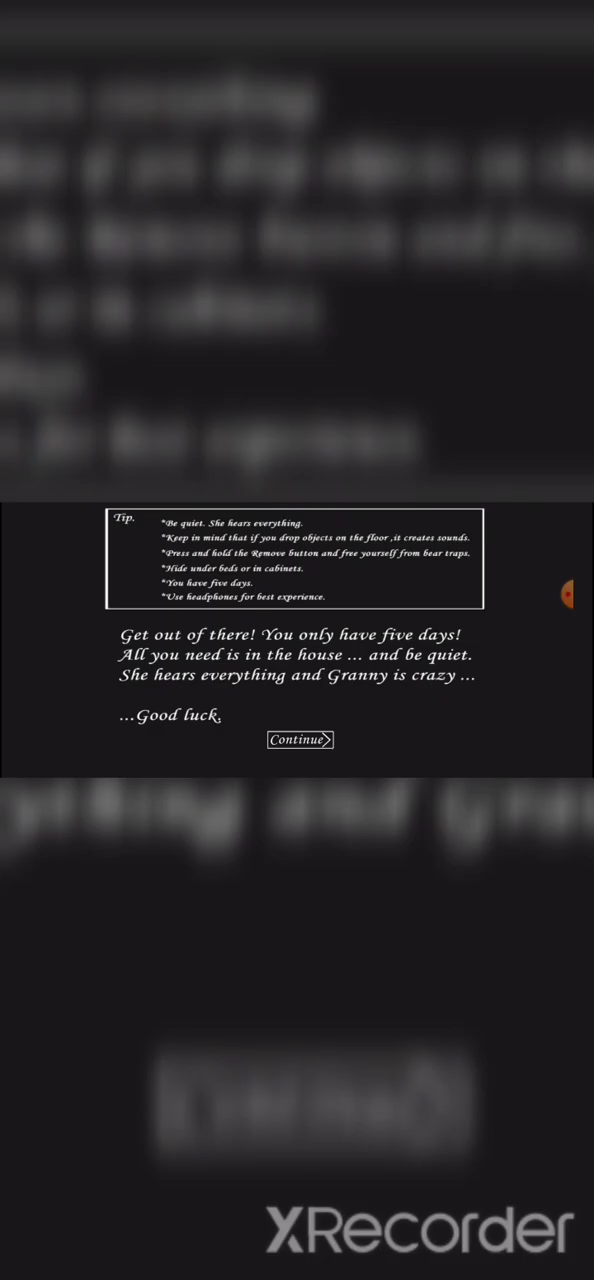 Tip.
*Be quiet. She hears everything.
*Keep in mind that if you drop objects on the floor ,it creates sounds.
*Press and hold the Remove button and free yourself from bear traps.
*Hide under beds or in cabinets.
*You have five days.
*Use headphones for best experience.
Get out of there! You only have five days!
All you need is in the house ... and be quiet.
She hears everything and Granny is crazy ...
...Good luck.
Continue>
XRecorder